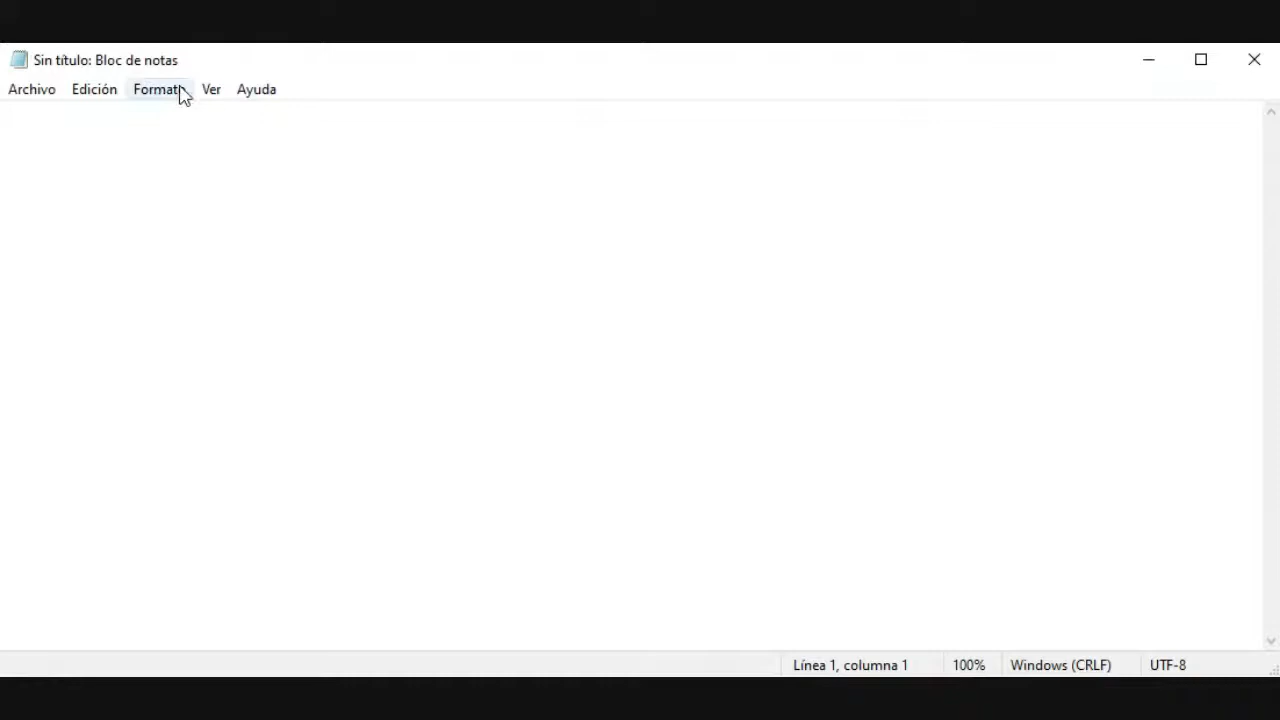 Sin título: Bloc de notas
Archivo Edición Formato Ver Ayuda
Línea 1, columna 1 100% Windows (CRLF) UTF-8